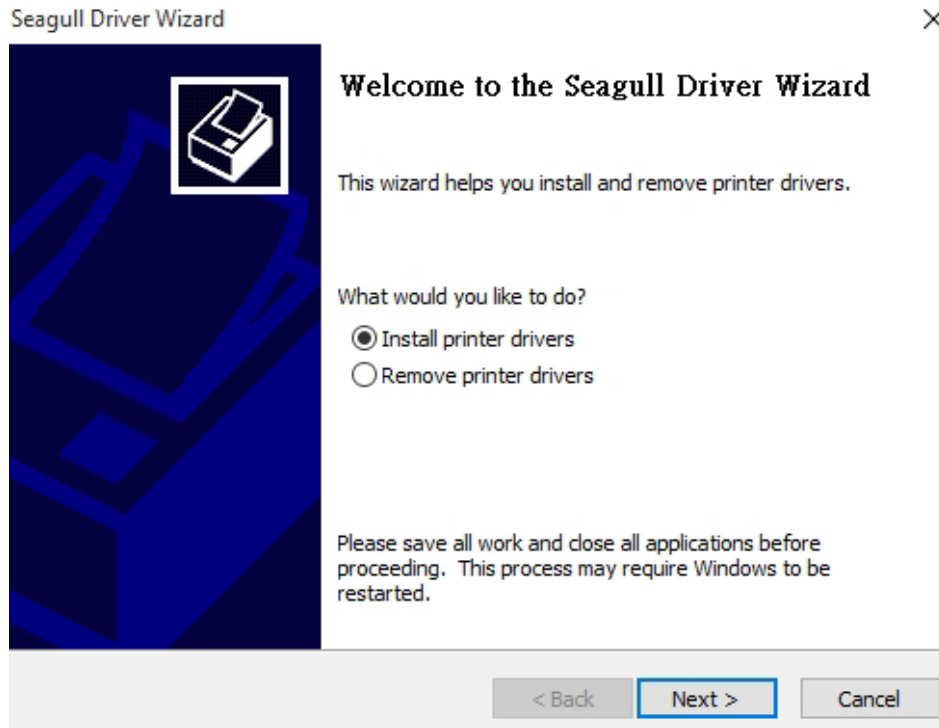 Seagull Driver Wizard
Welcome to the Seagull Driver Wizard
This wizard helps you install and remove printer drivers.
What would you like to do?
Install printer drivers
Remove printer drivers
Please save all work and close all applications before
proceeding.  This process may require Windows to be
restarted.
< Back Next > Cancel